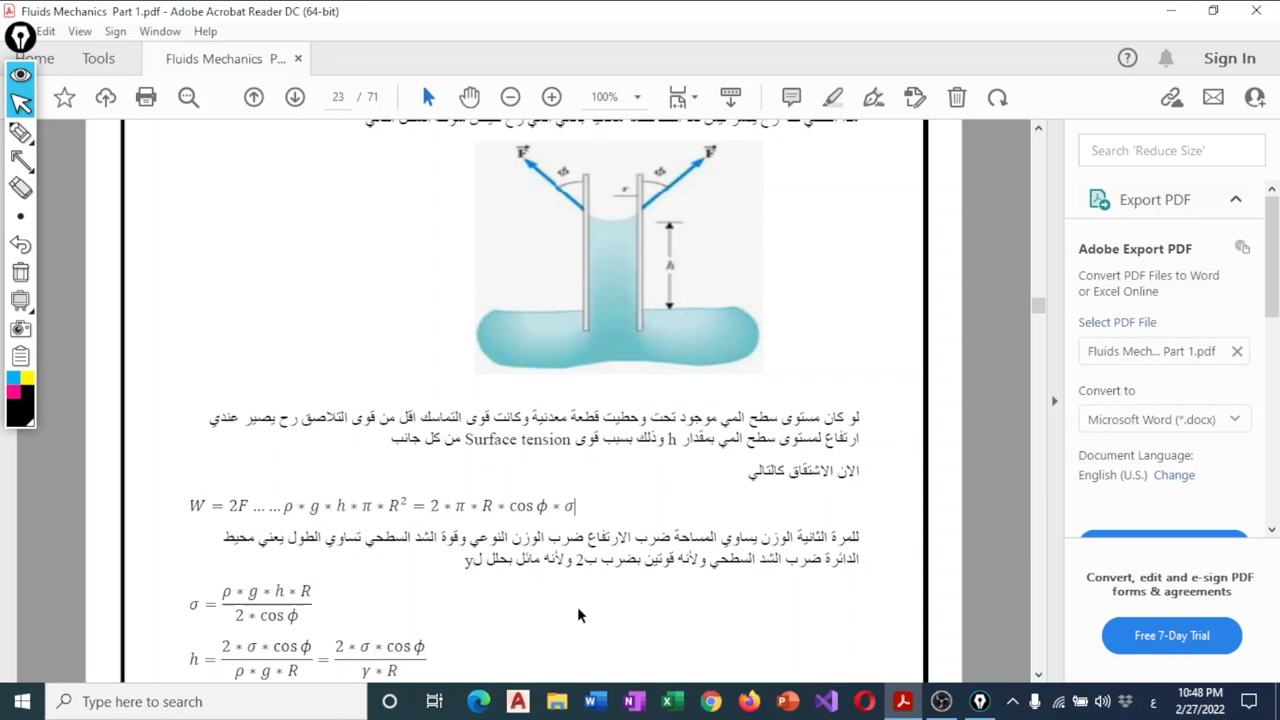 Fluids Mechanics Part 1.pdf - Adobe Acrobat Reader DC (64-bit)
Edit View Sign Window Help
Home Tools Fluids Mechanics P... ×
Sign In
23 / 71
100%
F F
φ φ
r
h
لو كان مستوى سطح المي موجود تحت وحطيت قطعة معدنية وكانت قوى التماسك اقل من قوى التلاصق رح يصير عندي
ارتفاع لمستوى سطح المي بمقدار h وذلك بسبب قوى Surface tension من كل جانب
الان الاشتقاق كالتالي
W = 2F … … ρ ∗ g ∗ h ∗ π ∗ R² = 2 ∗ π ∗ R ∗ cos ϕ ∗ σ
للمرة الثانية الوزن يساوي المساحة ضرب الارتفاع ضرب الوزن النوعي وقوة الشد السطحي تساوي الطول يعني محيط
الدائرة ضرب الشد السطحي ولأنه قوتين بضرب ب2 ولأنه مائل بحلل لy
σ = ρ ∗ g ∗ h ∗ R / 2 ∗ cos ϕ
h = 2 ∗ σ ∗ cos ϕ / ρ ∗ g ∗ R = 2 ∗ σ ∗ cos ϕ / γ ∗ R
Search 'Reduce Size'
Export PDF
Adobe Export PDF
Convert PDF Files to Word
or Excel Online
Select PDF File
Fluids Mech... Part 1.pdf
Convert to
Microsoft Word (*.docx)
Document Language:
English (U.S.) Change
Convert, edit and e-sign PDF
forms & agreements
Free 7-Day Trial
Type here to search
ع
10:48 PM
2/27/2022